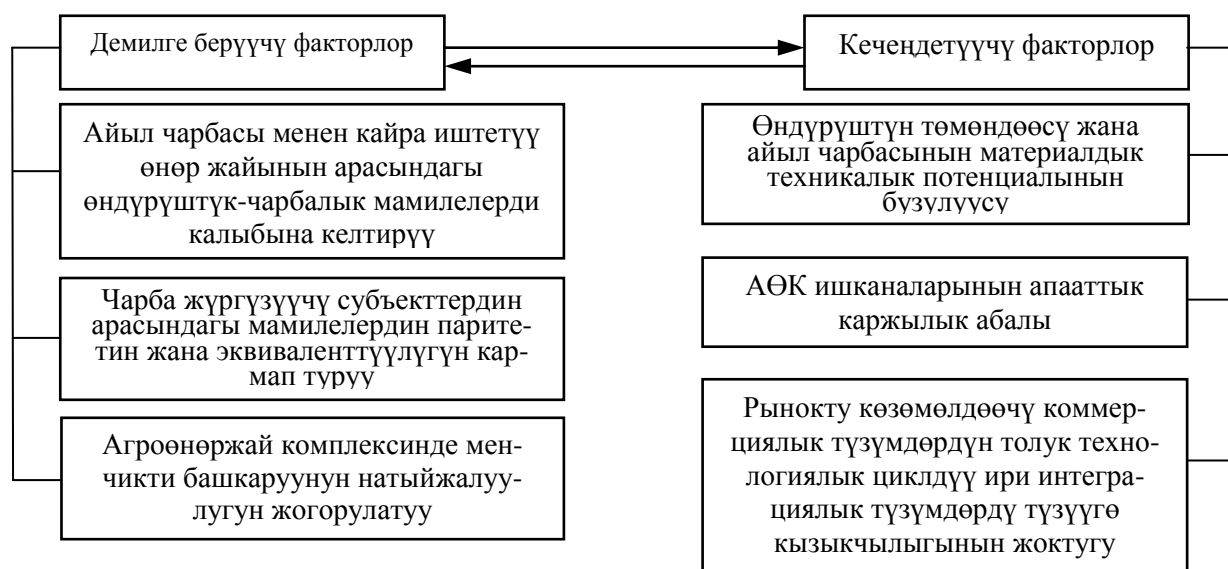 Демилге берүүчү факторлор
Айыл чарбасы менен кайра иштетүү
өнөр жайынын арасындагы
өндүрүштүк-чарбалык мамилелерди
калыбына келтирүү
Чарба жүргүзүүчү субъекттердин
арасындагы мамилелердин парите-
тин жана эквиваленттүүлүгүн кар-
мап туруу
Агроөнөржай комплексинде мен-
чикти башкаруунун натыйжалуу-
лугун жогорулатуу
Кечеңдетүүчү факторлор
Өндүрүштүн төмөндөөсү жана
айыл чарбасынын материалдык
техникалык потенциалынын
бузулуусу
АӨК ишканаларынын апааттык
каржылык абалы
Рынокту көзөмөлдөөчү коммер-
циялык түзүмдөрдүн толук техно-
логиялык циклдүү ири интегра-
циялык түзүмдөрдү түзүүгө
кызыкчылыгынын жоктугу